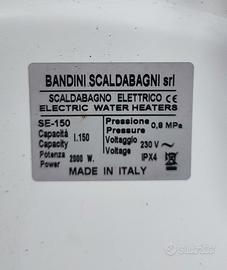 BANDINI SCALDABAGNI srl
SCALDABAGNO ELETTRICO CE
ELECTRIC WATER HEATERS
SE-150 Pressione
Capacità l.150 Pressure 0,8 MPa
Capacity Voltaggio
Potenza Voltage 230 V~
Power 2000 W. IPX4
MADE IN ITALY
subito